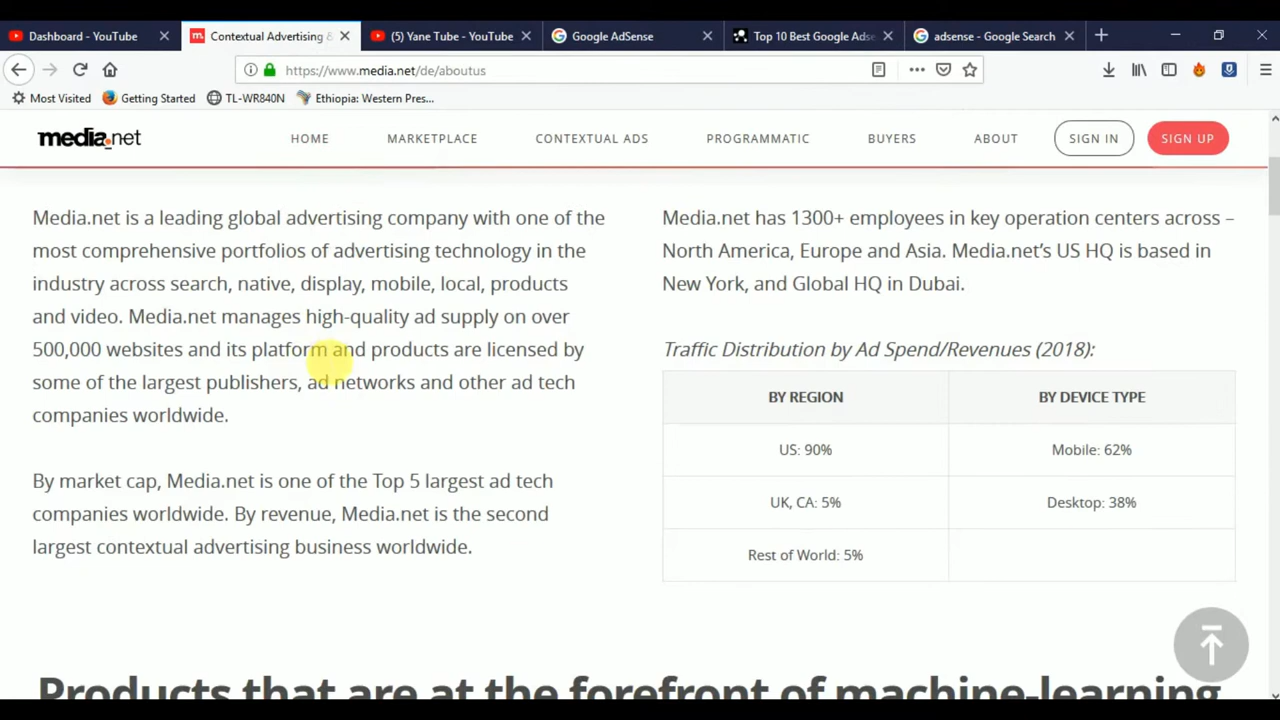 Dashboard - YouTube
Contextual Advertising &
(5) Yane Tube - YouTube
Google AdSense
Top 10 Best Google Adse
adsense - Google Search
https://www.media.net/de/aboutus
Most Visited
Getting Started
TL-WR840N
Ethiopia: Western Pres...
media.net
HOME
MARKETPLACE
CONTEXTUAL ADS
PROGRAMMATIC
BUYERS
ABOUT
SIGN IN
SIGN UP
Media.net is a leading global advertising company with one of the
most comprehensive portfolios of advertising technology in the
industry across search, native, display, mobile, local, products
and video. Media.net manages high-quality ad supply on over
500,000 websites and its platform and products are licensed by
some of the largest publishers, ad networks and other ad tech
companies worldwide.
By market cap, Media.net is one of the Top 5 largest ad tech
companies worldwide. By revenue, Media.net is the second
largest contextual advertising business worldwide.
Media.net has 1300+ employees in key operation centers across –
North America, Europe and Asia. Media.net’s US HQ is based in
New York, and Global HQ in Dubai.
Traffic Distribution by Ad Spend/Revenues (2018):
BY REGION
BY DEVICE TYPE
US: 90%
Mobile: 62%
UK, CA: 5%
Desktop: 38%
Rest of World: 5%
Products that are at the forefront of machine-learning